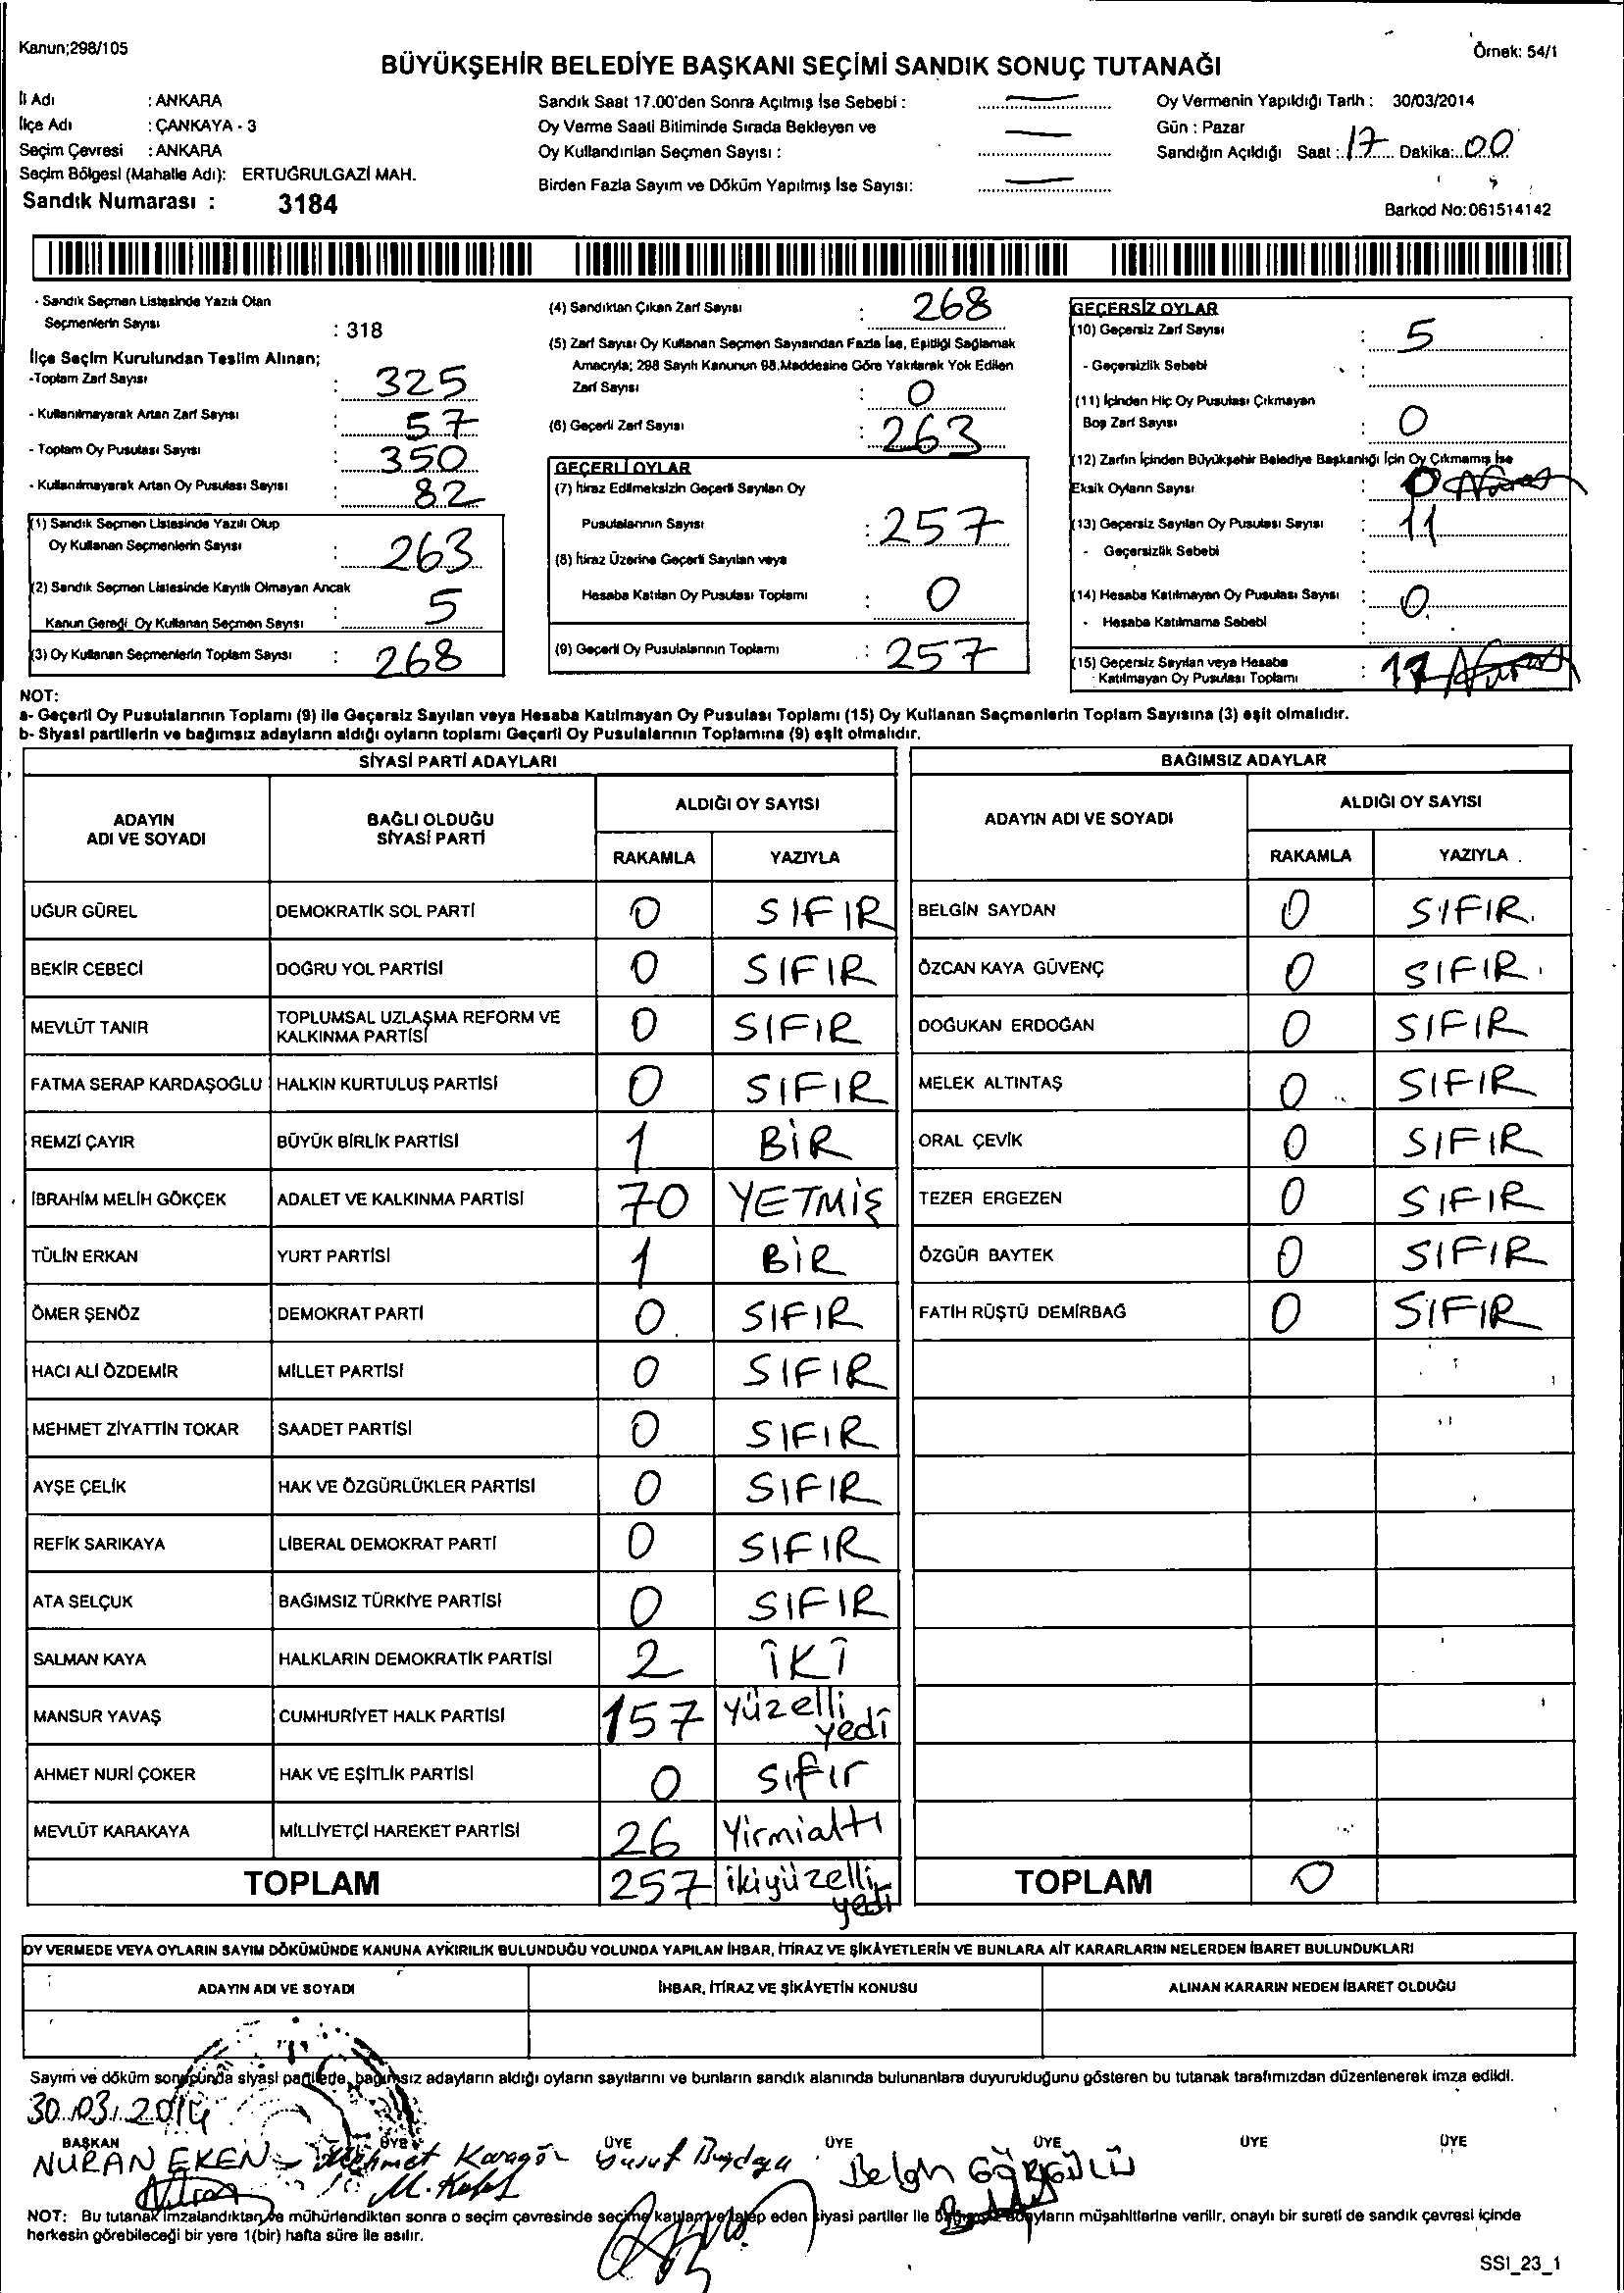 Kanun;298/105
Örnek: 54/1
BÜYÜKŞEHİR BELEDİYE BAŞKANI SEÇİMİ SANDIK SONUÇ TUTANAĞI
İl Adı : ANKARA
İlçe Adı : ÇANKAYA - 3
Seçim Çevresi : ANKARA
Seçim Bölgesi (Mahalle Adı): ERTUĞRULGAZİ MAH.
Sandık Numarası : 3184
Sandık Saat 17.00'den Sonra Açılmış İse Sebebi :
Oy Verme Saati Bitiminde Sırada Bekleyen ve
Oy Kullandırılan Seçmen Sayısı :
Birden Fazla Sayım ve Döküm Yapılmış İse Sayısı:
Oy Vermenin Yapıldığı Tarih : 30/03/2014
Gün : Pazar
Sandığın Açıldığı Saat : 17 Dakika: 00
Barkod No:061514142
- Sandık Seçmen Listesinde Yazılı Olan
Seçmenlerin Sayısı : 318
İlçe Seçim Kurulundan Teslim Alınan;
-Toplam Zarf Sayısı : 325
- Kullanılmayarak Artan Zarf Sayısı : 57
- Toplam Oy Pusulası Sayısı : 350
- Kullanılmayarak Artan Oy Pusulası Sayısı : 82
(1) Sandık Seçmen Listesinde Yazılı Olup
Oy Kullanan Seçmenlerin Sayısı : 263
(2) Sandık Seçmen Listesinde Kayıtlı Olmayan Ancak
Kanun Gereği Oy Kullanan Seçmen Sayısı : 5
(3) Oy Kullanan Seçmenlerin Toplam Sayısı : 268
(4) Sandıktan Çıkan Zarf Sayısı : 268
(5) Zarf Sayısı Oy Kullanan Seçmen Sayısından Fazla İse, Eşitliği Sağlamak
Amacıyla; 298 Sayılı Kanunun 98.Maddesine Göre Yakılarak Yok Edilen
Zarf Sayısı : 0
(6) Geçerli Zarf Sayısı : 263
GEÇERLİ OYLAR
(7) İtiraz Edilmeksizin Geçerli Sayılan Oy
Pusulalarının Sayısı : 257
(8) İtiraz Üzerine Geçerli Sayılan veya
Hesaba Katılan Oy Pusulası Toplamı : 0
(9) Geçerli Oy Pusulalarının Toplamı : 257
GEÇERSİZ OYLAR
(10) Geçersiz Zarf Sayısı : 5
- Geçersizlik Sebebi :
(11) İçinden Hiç Oy Pusulası Çıkmayan
Boş Zarf Sayısı : 0
(12) Zarfın İçinden Büyükşehir Belediye Başkanlığı İçin Oy Çıkmamış İse
Eksik Oyların Sayısı : 0
(13) Geçersiz Sayılan Oy Pusulası Sayısı : 11
- Geçersizlik Sebebi :
(14) Hesaba Katılmayan Oy Pusulası Sayısı : 0
- Hesaba Katılmama Sebebi :
(15) Geçersiz Sayılan veya Hesaba
Katılmayan Oy Pusulası Toplamı :
NOT:
a- Geçerli Oy Pusulalarının Toplamı (9) ile Geçersiz Sayılan veya Hesaba Katılmayan Oy Pusulası Toplamı (15) Oy Kullanan Seçmenlerin Toplam Sayısına (3) eşit olmalıdır.
b- Siyasi partilerin ve bağımsız adayların aldığı oyların toplamı Geçerli Oy Pusulalarının Toplamına (9) eşit olmalıdır.
SİYASİ PARTİ ADAYLARI
ADAYIN ADI VE SOYADI BAĞLI OLDUĞU SİYASİ PARTİ ALDIĞI OY SAYISI
RAKAMLA YAZIYLA
UĞUR GÜREL DEMOKRATİK SOL PARTİ 0 SIFIR
BEKİR CEBECİ DOĞRU YOL PARTİSİ 0 SIFIR
MEVLÜT TANIR TOPLUMSAL UZLAŞMA REFORM VE KALKINMA PARTİSİ 0 SIFIR
FATMA SERAP KARDAŞOĞLU HALKIN KURTULUŞ PARTİSİ 0 SIFIR
REMZİ ÇAYIR BÜYÜK BİRLİK PARTİSİ 1 BİR
İBRAHİM MELİH GÖKÇEK ADALET VE KALKINMA PARTİSİ 70 YETMİŞ
TÜLİN ERKAN YURT PARTİSİ 1 BİR
ÖMER ŞENÖZ DEMOKRAT PARTİ 0 SIFIR
HACI ALİ ÖZDEMİR MİLLET PARTİSİ 0 SIFIR
MEHMET ZİYATTİN TOKAR SAADET PARTİSİ 0 SIFIR
AYŞE ÇELİK HAK VE ÖZGÜRLÜKLER PARTİSİ 0 SIFIR
REFİK SARIKAYA LİBERAL DEMOKRAT PARTİ 0 SIFIR
ATA SELÇUK BAĞIMSIZ TÜRKİYE PARTİSİ 0 SIFIR
SALMAN KAYA HALKLARIN DEMOKRATİK PARTİSİ 2 İKİ
MANSUR YAVAŞ CUMHURİYET HALK PARTİSİ 157 yüzelli yedi
AHMET NURİ ÇOKER HAK VE EŞİTLİK PARTİSİ 0 sıfır
MEVLÜT KARAKAYA MİLLİYETÇİ HAREKET PARTİSİ 26 Yirmialtı
TOPLAM 257 ikiyüzelli yedi
BAĞIMSIZ ADAYLAR
ADAYIN ADI VE SOYADI ALDIĞI OY SAYISI
RAKAMLA YAZIYLA
BELGİN SAYDAN 0 SIFIR
ÖZCAN KAYA GÜVENÇ 0 SIFIR
DOĞUKAN ERDOĞAN 0 SIFIR
MELEK ALTINTAŞ 0 SIFIR
ORAL ÇEVİK 0 SIFIR
TEZER ERGEZEN 0 SIFIR
ÖZGÜR BAYTEK 0 SIFIR
FATİH RÜŞTÜ DEMİRBAĞ 0 SIFIR
TOPLAM 0
OY VERMEDE VEYA OYLARIN SAYIM DÖKÜMÜNDE KANUNA AYKIRILIK BULUNDUĞU YOLUNDA YAPILAN İHBAR, İTİRAZ VE ŞİKÂYETLERİN VE BUNLARA AİT KARARLARIN NELERDEN İBARET BULUNDUKLARI
ADAYIN ADI VE SOYADI İHBAR, İTİRAZ VE ŞİKÂYETİN KONUSU ALINAN KARARIN NEDEN İBARET OLDUĞU
Sayım ve döküm sonucunda siyasi partilerle, bağımsız adayların aldığı oyların sayılarını ve bunların sandık alanında bulunanlara duyurulduğunu gösteren bu tutanak tarafımızdan düzenlenerek imza edildi.
30.03.2014
BAŞKAN ÜYE ÜYE ÜYE ÜYE ÜYE ÜYE
NURAN EKEN Mehmet Karagöz Belgin GÖRGÜLÜ
NOT: Bu tutanak imzalandıktan ve mühürlendikten sonra o seçim çevresinde seçime katılan ve talep eden siyasi partiler ile bağımsız adayların müşahitlerine verilir, onaylı bir sureti de sandık çevresi içinde
herkesin görebileceği bir yere 1(bir) hafta süre ile asılır.
SSI_23_1